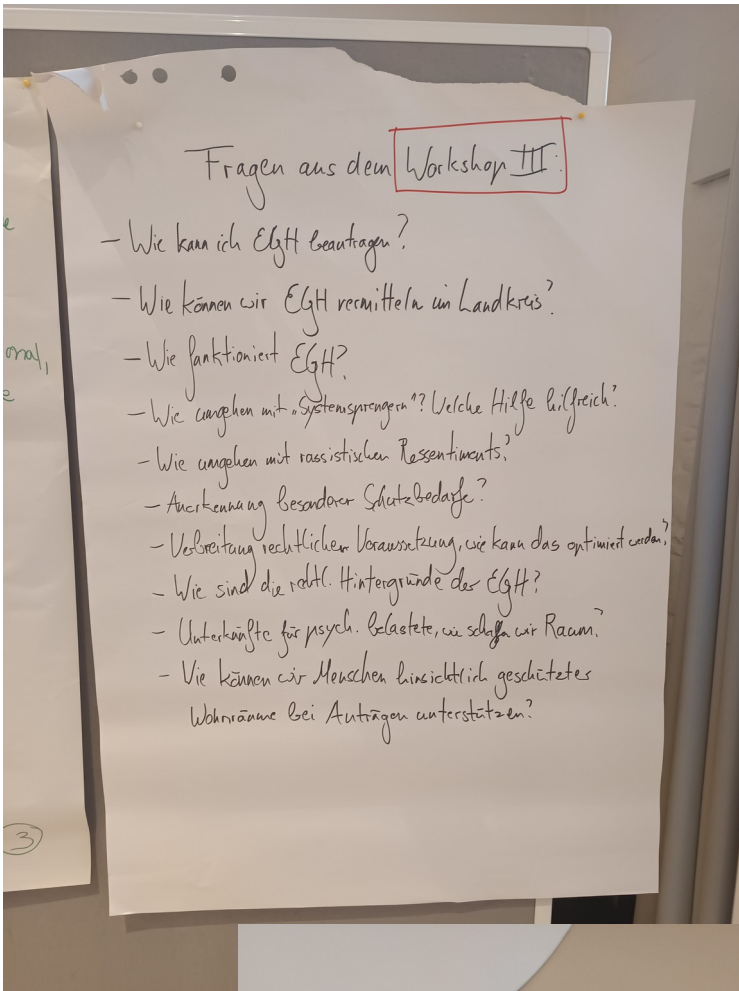 Fragen aus dem Workshop III:
– Wie kann ich EGH beantragen?
– Wie können wir EGH vermitteln im Landkreis?
– Wie funktioniert EGH?
– Wie umgehen mit „Systemsprengern"? Welche Hilfe hilfreich?
– Wie umgehen mit rassistischen Ressentiments?
– Anerkennung besonderer Schutzbedarfe?
– Verbreitung rechtlicher Voraussetzung, wie kann das optimiert werden?
– Wie sind die rechtl. Hintergründe der EGH?
– Unterkünfte für psych. belastete, wie schaffen wir Raum?
– Wie können wir Menschen hinsichtlich geschützter
Wohnräume bei Anträgen unterstützen?
e
onal,
e
3